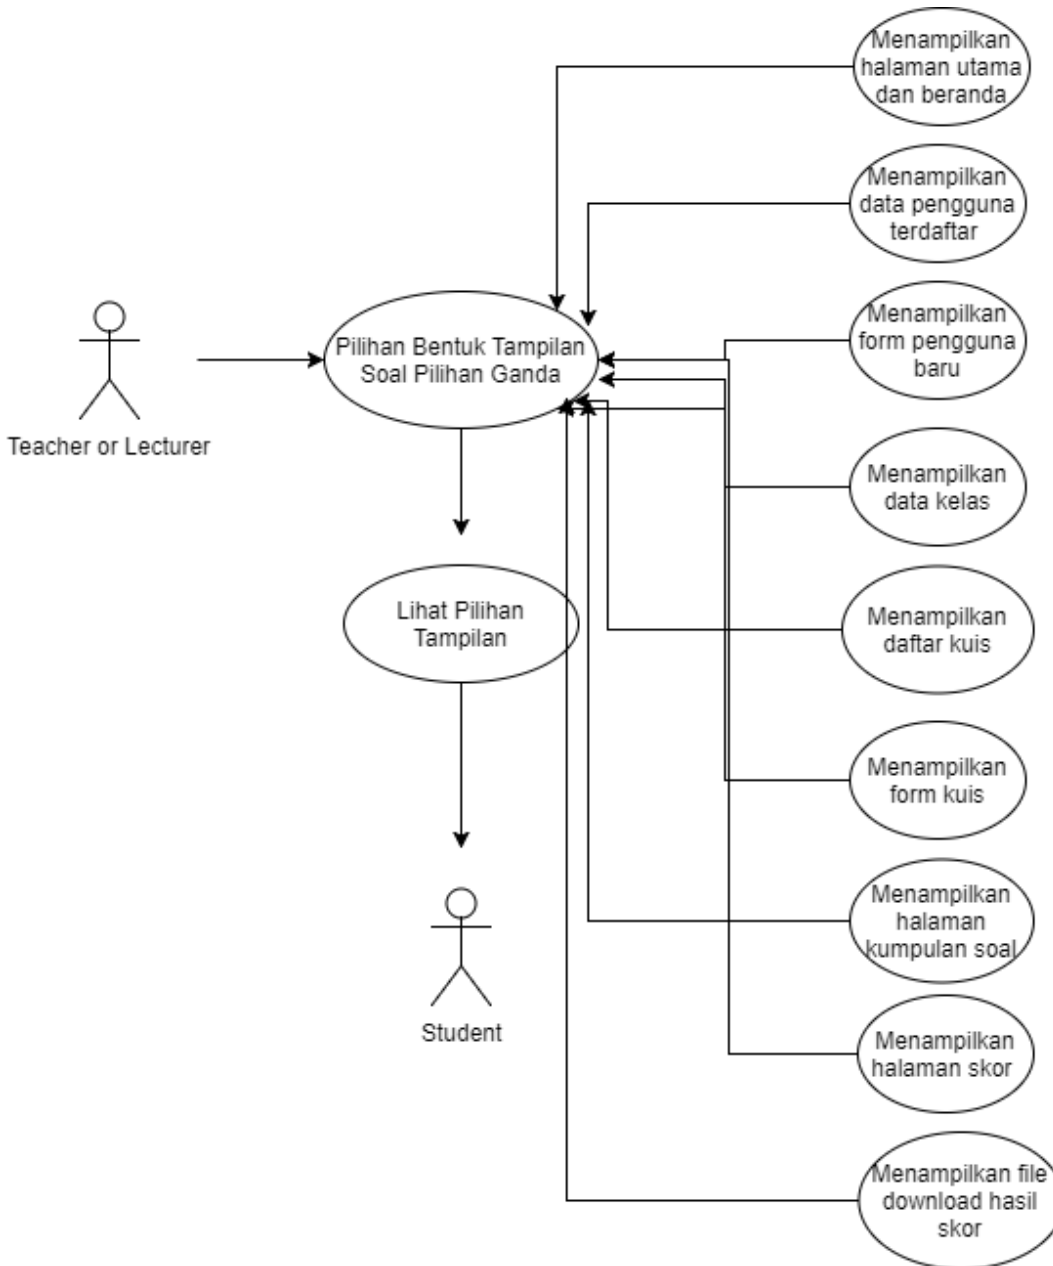 Menampilkan
halaman utama
dan beranda
Menampilkan
data pengguna
terdaftar
Menampilkan
form pengguna
baru
Pilihan Bentuk Tampilan
Soal Pilihan Ganda
Teacher or Lecturer
Menampilkan
data kelas
Lihat Pilihan
Tampilan
Menampilkan
daftar kuis
Menampilkan
form kuis
Menampilkan
halaman
kumpulan soal
Student
Menampilkan
halaman skor
Menampilkan file
download hasil
skor